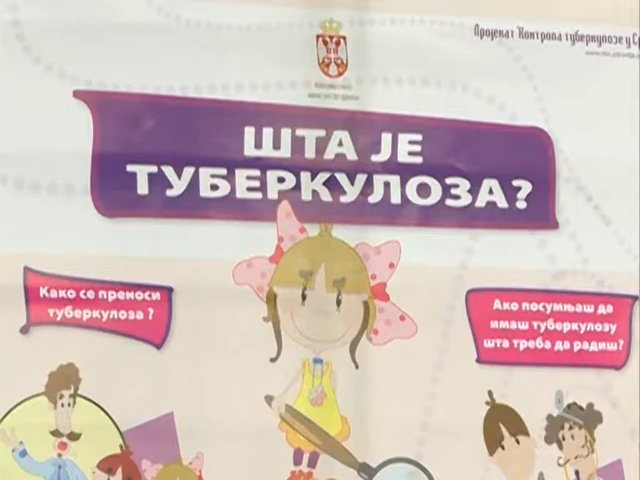 Пројекат "Контрола туберкулозе у
ШТА ЈЕ
ТУБЕРКУЛОЗА?
Како се преноси
туберкулоза ?
Ако посумњаш да
имаш туберкулозу
шта треба да радиш?